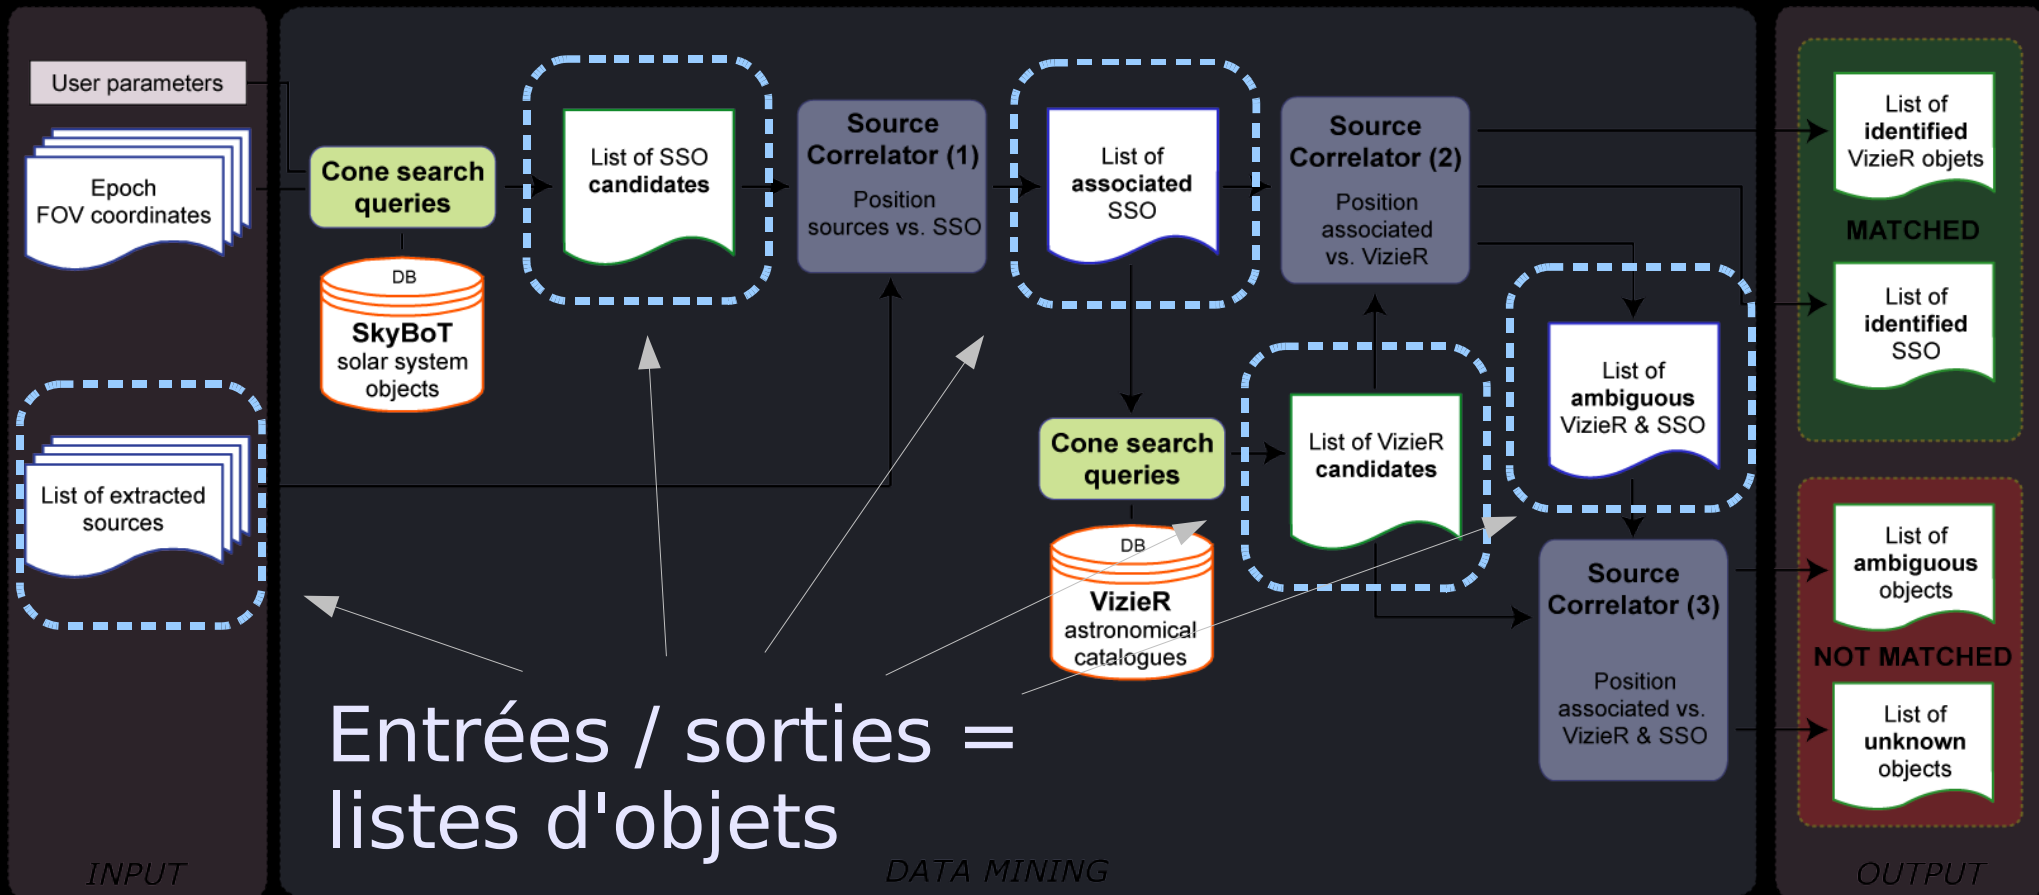 User parameters
Epoch
FOV coordinates
List of extracted
sources
INPUT
Cone search
queries
DB
SkyBoT
solar system
objects
List of SSO
candidates
Source
Correlator (1)
Position
sources vs. SSO
List of
associated
SSO
Source
Correlator (2)
Position
associated
vs. VizieR
Cone search
queries
DB
VizieR
astronomical
catalogues
List of VizieR
candidates
List of
ambiguous
VizieR & SSO
Source
Correlator (3)
Position
associated vs.
VizieR & SSO
Entrées / sorties =
listes d'objets
DATA MINING
List of
identified
VizieR objets
MATCHED
List of
identified
SSO
List of
ambiguous
objects
NOT MATCHED
List of
unknown
objects
OUTPUT